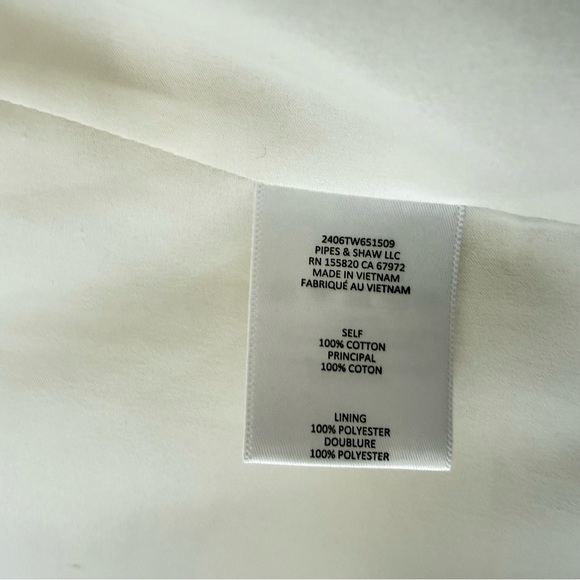 2406TW651509
PIPES & SHAW LLC
RN 155820 CA 67972
MADE IN VIETNAM
FABRIQUÉ AU VIETNAM
SELF
100% COTTON
PRINCIPAL
100% COTON
LINING
100% POLYESTER
DOUBLURE
100% POLYESTER